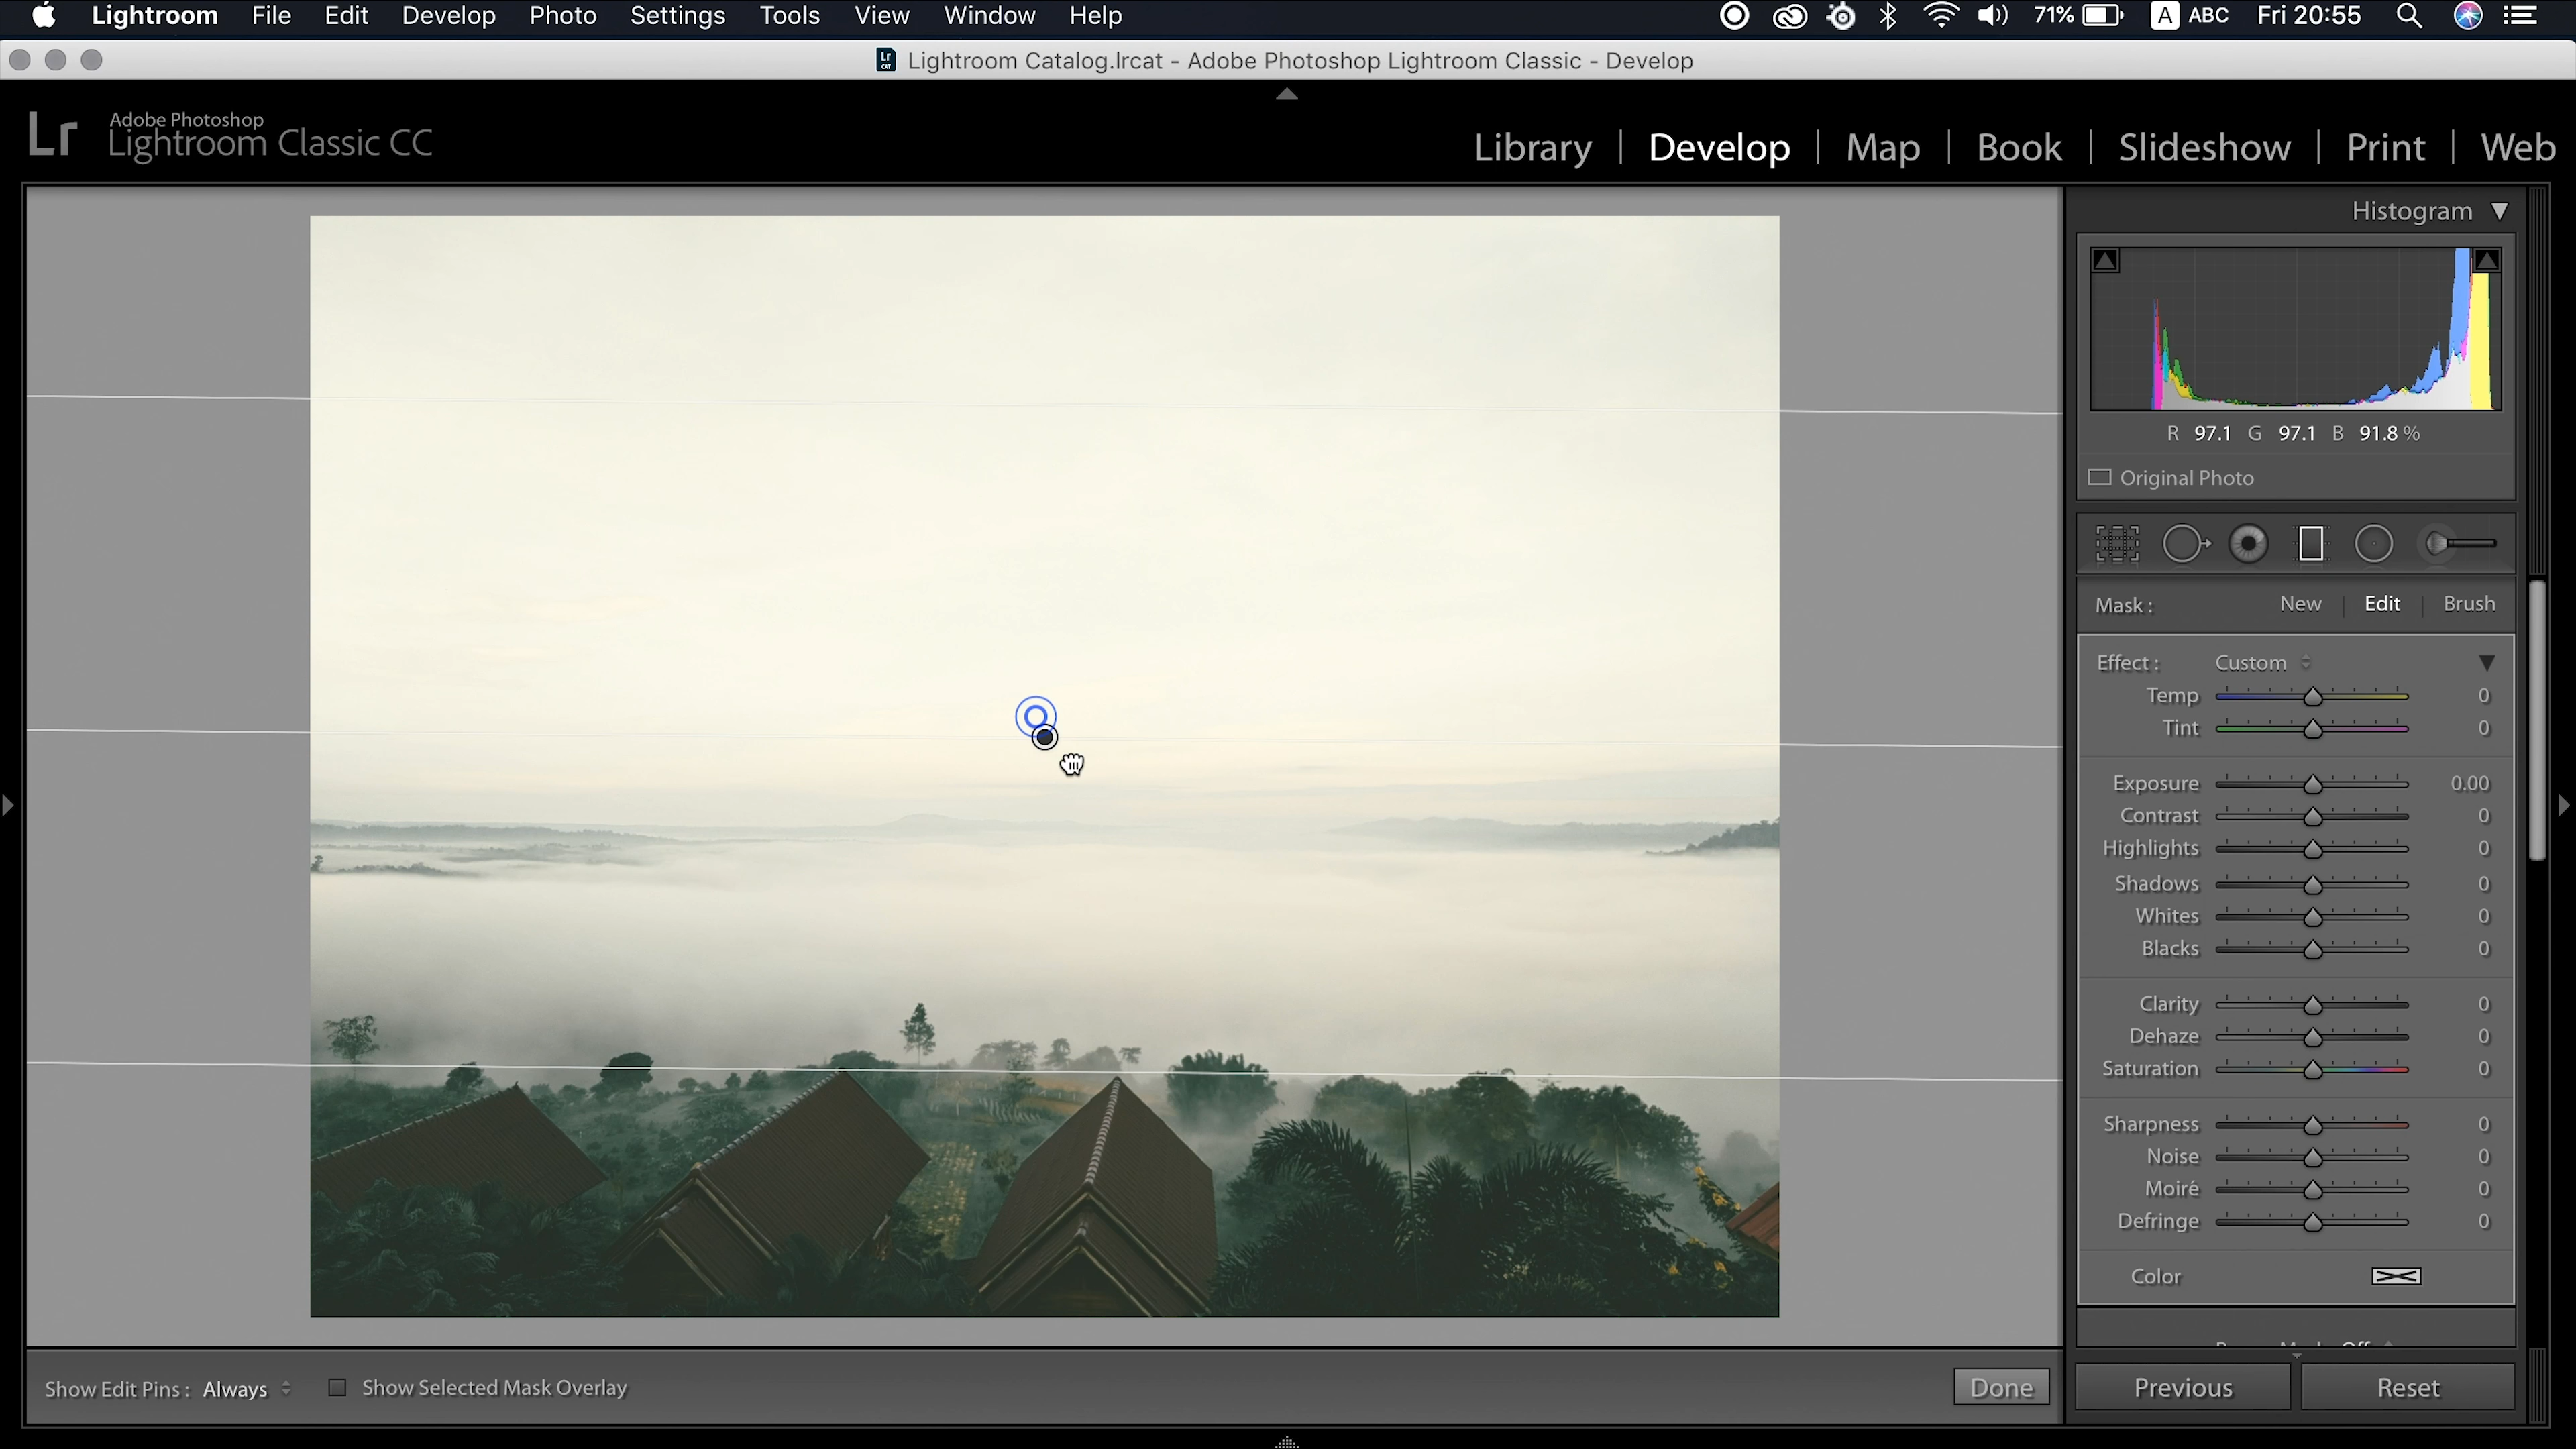 Lightroom File Edit Develop Photo Settings Tools View Window Help 71% A ABC Fri 20:55
Lr CAT Lightroom Catalog.lrcat - Adobe Photoshop Lightroom Classic - Develop
Lr Adobe Photoshop
Lightroom Classic CC
Library | Develop | Map | Book | Slideshow | Print | Web
Histogram
R 97.1 G 97.1 B 91.8 %
Original Photo
Mask : New | Edit | Brush
Effect : Custom
Temp 0
Tint 0
Exposure 0.00
Contrast 0
Highlights 0
Shadows 0
Whites 0
Blacks 0
Clarity 0
Dehaze 0
Saturation 0
Sharpness 0
Noise 0
Moiré 0
Defringe 0
Color
Show Edit Pins : Always Show Selected Mask Overlay Done Previous Reset